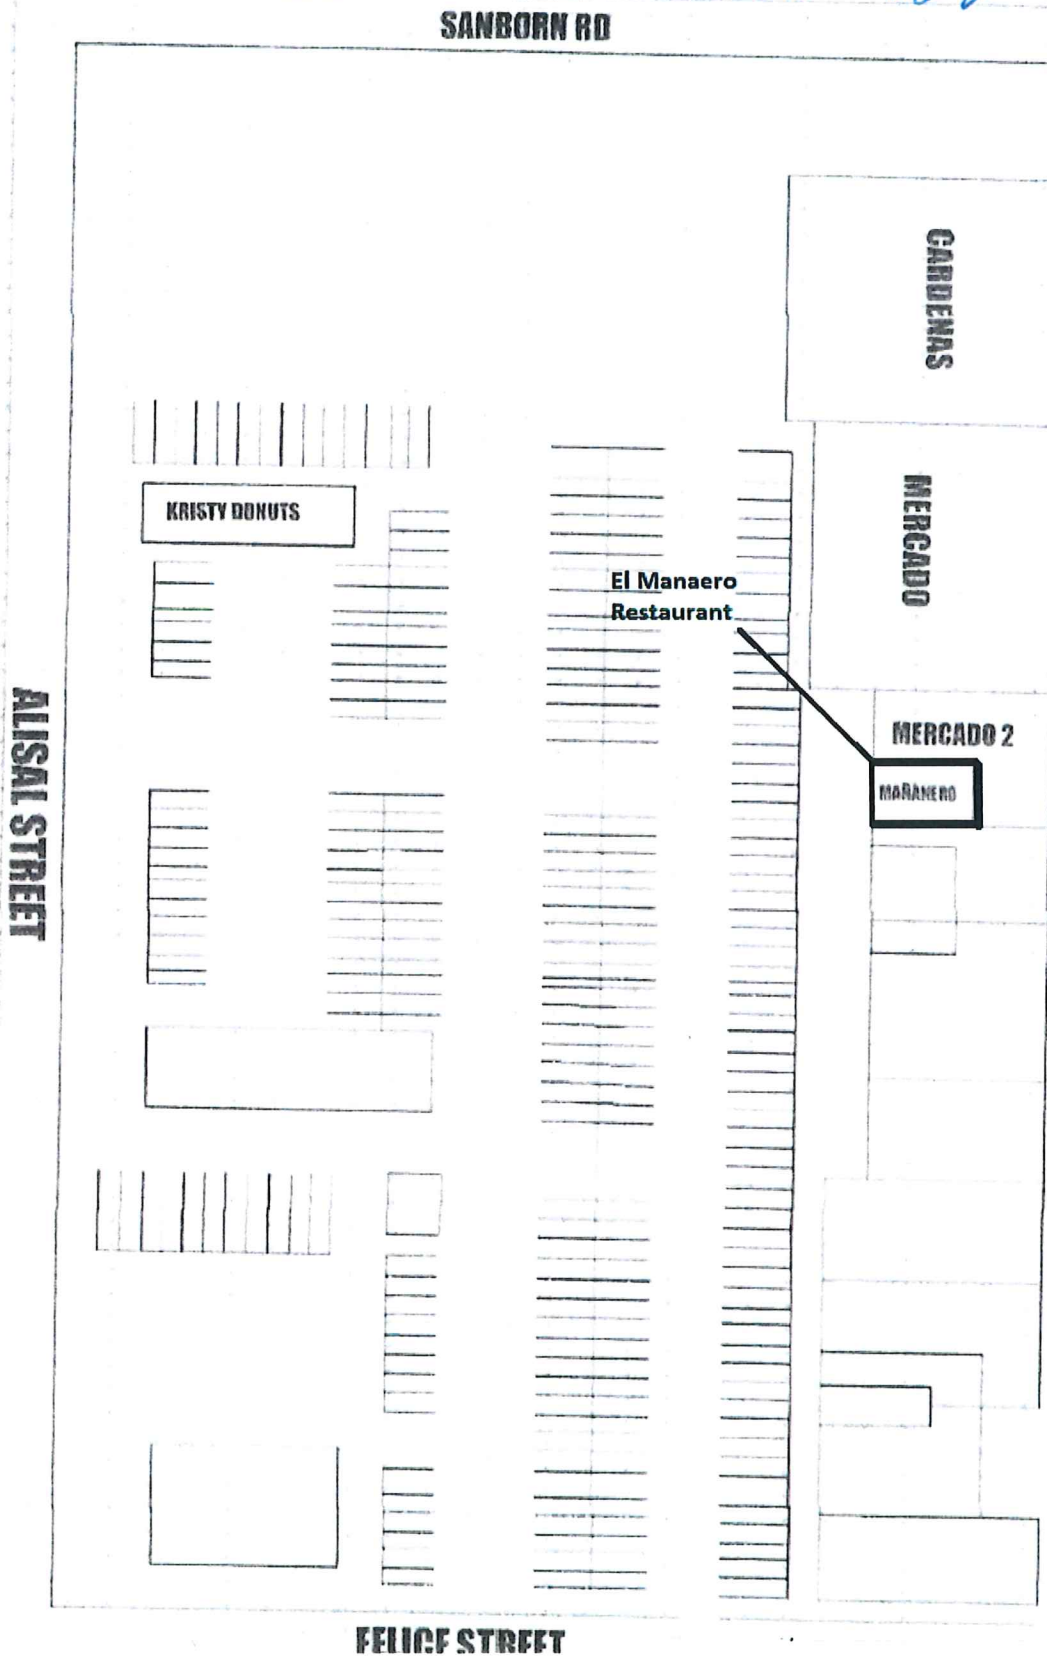 SANBORN RD
CARDENAS
KRISTY DONUTS
MERCADO
El Manaero
Restaurant
MERCADO 2
MAÑANERO
ALISAL STREET
FELICE STREET